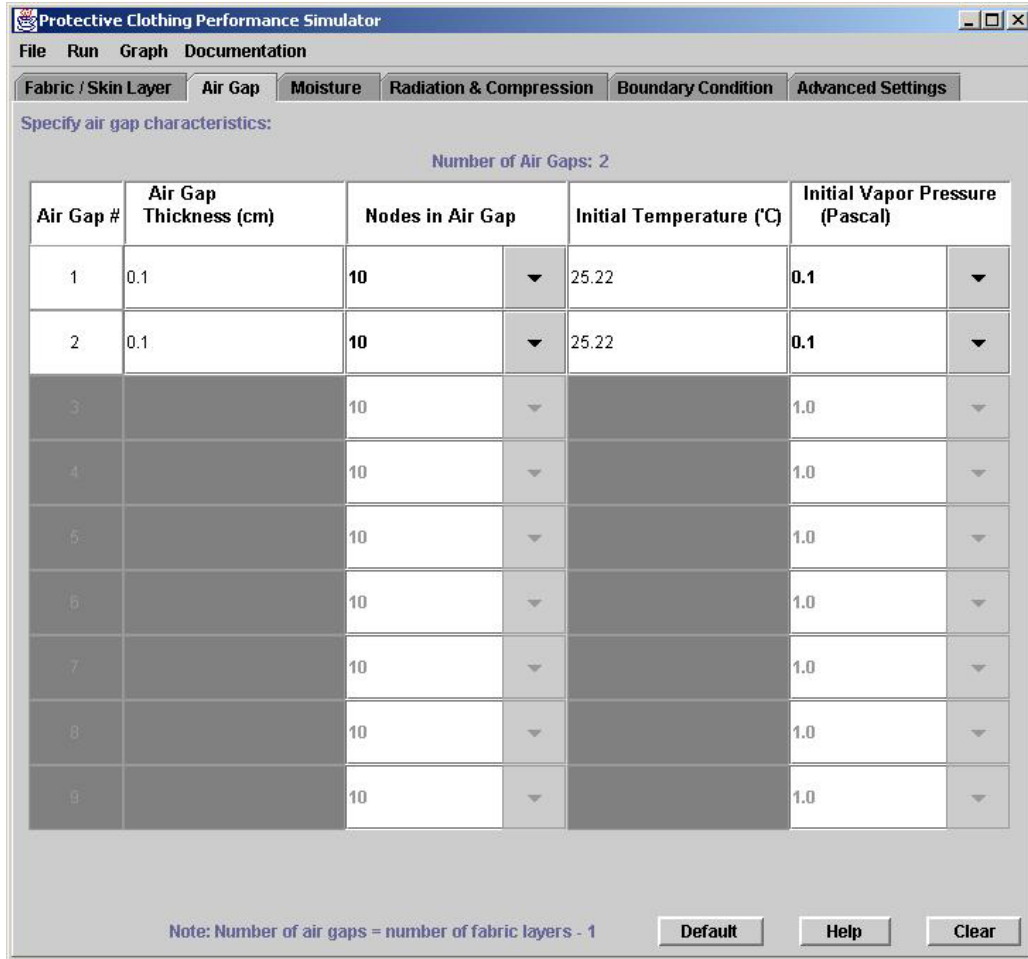 Protective Clothing Performance Simulator
File Run Graph Documentation
Fabric / Skin Layer Air Gap Moisture Radiation & Compression Boundary Condition Advanced Settings
Specify air gap characteristics:
Number of Air Gaps: 2
Air Gap # Air Gap Thickness (cm) Nodes in Air Gap Initial Temperature (°C) Initial Vapor Pressure (Pascal)
1 0.1 10 25.22 0.1
2 0.1 10 25.22 0.1
3 10 1.0
4 10 1.0
5 10 1.0
6 10 1.0
7 10 1.0
8 10 1.0
9 10 1.0
Note: Number of air gaps = number of fabric layers - 1 Default Help Clear